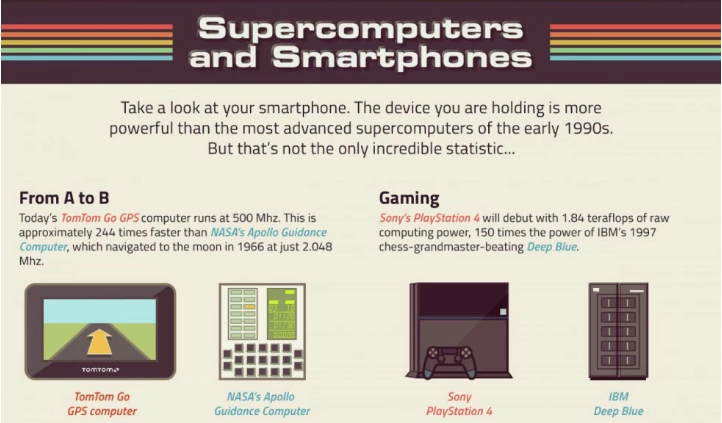 Supercomputers
and Smartphones
Take a look at your smartphone. The device you are holding is more
powerful than the most advanced supercomputers of the early 1990s.
But that's not the only incredible statistic...
From A to B
Today's TomTom Go GPS computer runs at 500 Mhz. This is
approximately 244 times faster than NASA's Apollo Guidance
Computer, which navigated to the moon in 1966 at just 2.048
Mhz.
TOMTOM
TomTom Go
GPS computer
NASA's Apollo
Guidance Computer
Gaming
Sony's PlayStation 4 will debut with 1.84 teraflops of raw
computing power, 150 times the power of IBM's 1997
chess-grandmaster-beating Deep Blue.
Sony
PlayStation 4
IBM
Deep Blue